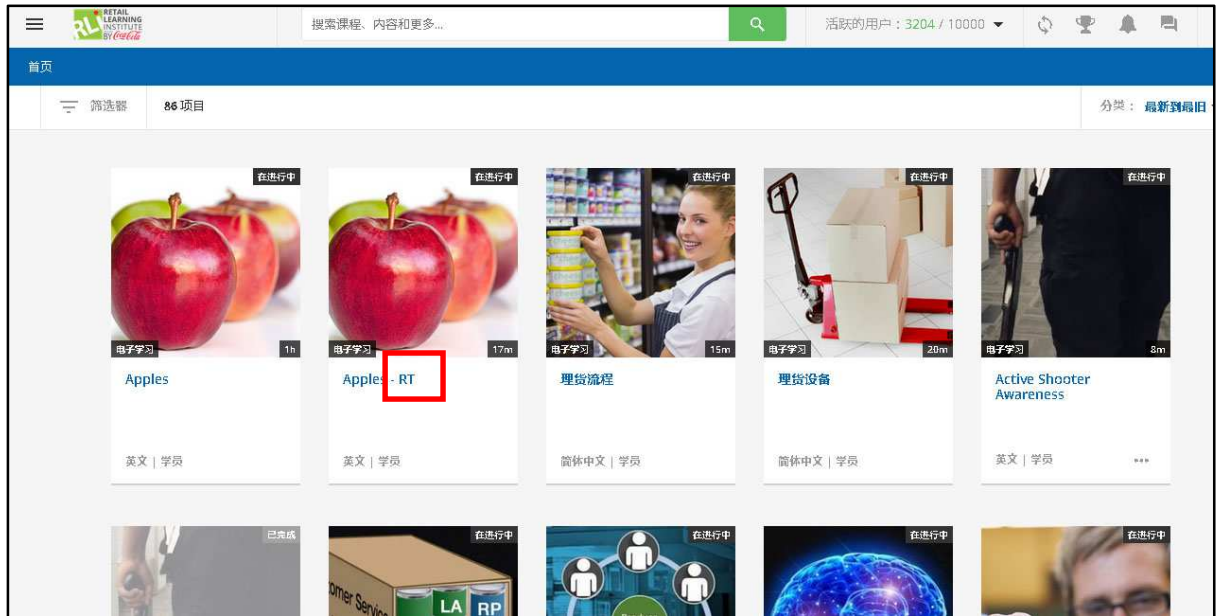 RETAIL
LEARNING
INSTITUTE
BY Coca-Cola
RL
搜索课程、内容和更多...
活跃的用户：3204 / 10000
首页
筛选器
86 项目
分类： 最新到最旧
在进行中
在进行中
在进行中
在进行中
在进行中
电子学习 1h
电子学习 17m
电子学习 15m
电子学习 20m
电子学习 8m
Apples
Apples - RT
理货流程
理货设备
Active Shooter
Awareness
英文 | 学员
英文 | 学员
简体中文 | 学员
简体中文 | 学员
英文 | 学员
已完成
在进行中
在进行中
在进行中
在进行中
omer Service
LA
RP